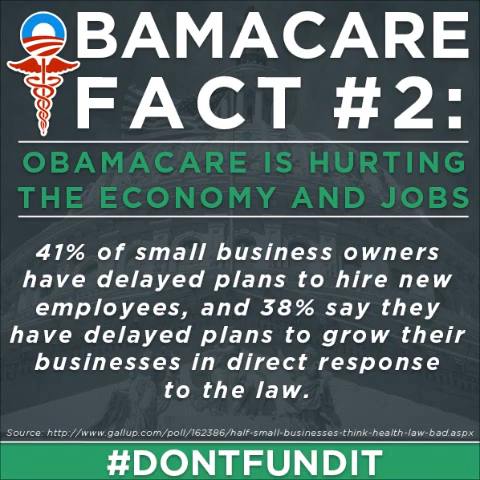 OBAMACARE
FACT #2:
OBAMACARE IS HURTING
THE ECONOMY AND JOBS
41% of small business owners
have delayed plans to hire new
employees, and 38% say they
have delayed plans to grow their
businesses in direct response
to the law.
Source: http://www.gallup.com/poll/162386/half-small-businesses-think-health-law-bad.aspx
#DONTFUNDIT